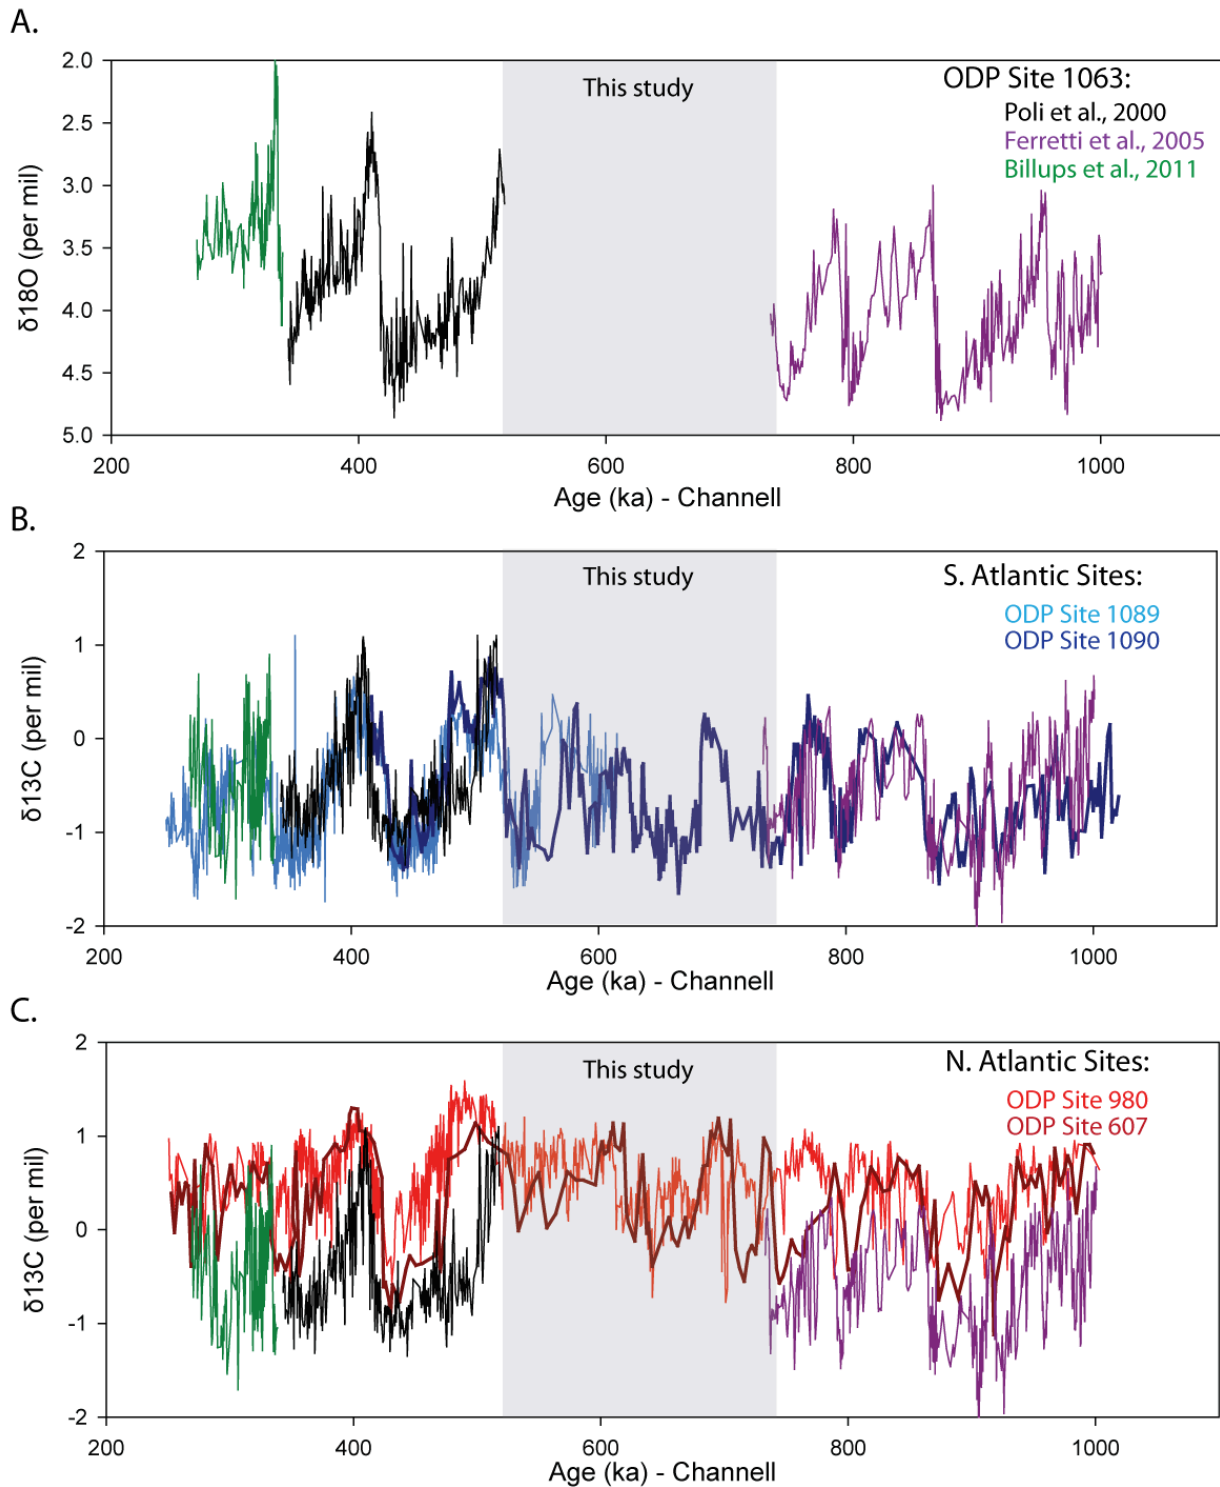 A.
This study
ODP Site 1063:
Poli et al., 2000
Ferretti et al., 2005
Billups et al., 2011
δ18O (per mil)
2.0
2.5
3.0
3.5
4.0
4.5
5.0
200 400 600 800 1000
Age (ka) - Channell
B.
This study
S. Atlantic Sites:
ODP Site 1089
ODP Site 1090
δ13C (per mil)
2
1
0
-1
-2
200 400 600 800 1000
Age (ka) - Channell
C.
This study
N. Atlantic Sites:
ODP Site 980
ODP Site 607
δ13C (per mil)
2
1
0
-1
-2
200 400 600 800 1000
Age (ka) - Channell